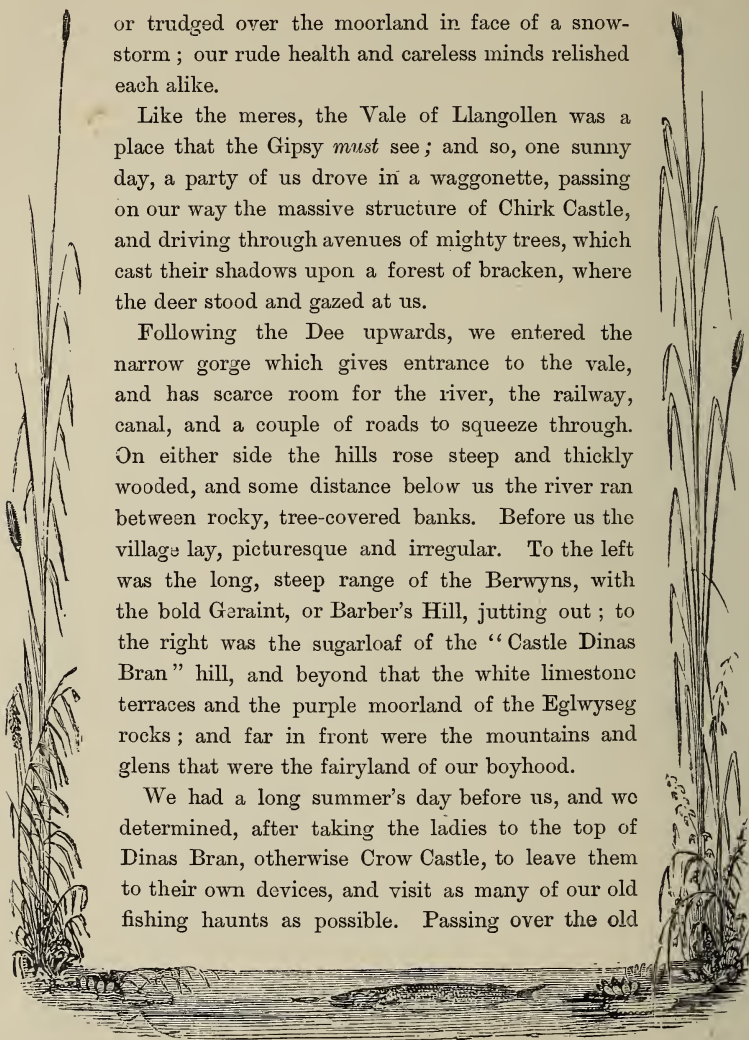 or trudged over the moorland in face of a snow-
storm ; our rude health and careless minds relished
each alike.
Like the meres, the Vale of Llangollen was a
place that the Gipsy must see ; and so, one sunny
day, a party of us drove in a waggonette, passing
on our way the massive structure of Chirk Castle,
and driving through avenues of mighty trees, which
cast their shadows upon a forest of bracken, where
the deer stood and gazed at us.
Following the Dee upwards, we entered the
narrow gorge which gives entrance to the vale,
and has scarce room for the river, the railway,
canal, and a couple of roads to squeeze through.
On either side the hills rose steep and thickly
wooded, and some distance below us the river ran
between rocky, tree-covered banks. Before us the
village lay, picturesque and irregular. To the left
was the long, steep range of the Berwyns, with
the bold Geraint, or Barber's Hill, jutting out ; to
the right was the sugarloaf of the "Castle Dinas
Bran" hill, and beyond that the white limestone
terraces and the purple moorland of the Eglwyseg
rocks ; and far in front were the mountains and
glens that were the fairyland of our boyhood.
We had a long summer's day before us, and we
determined, after taking the ladies to the top of
Dinas Bran, otherwise Crow Castle, to leave them
to their own devices, and visit as many of our old
fishing haunts as possible. Passing over the old